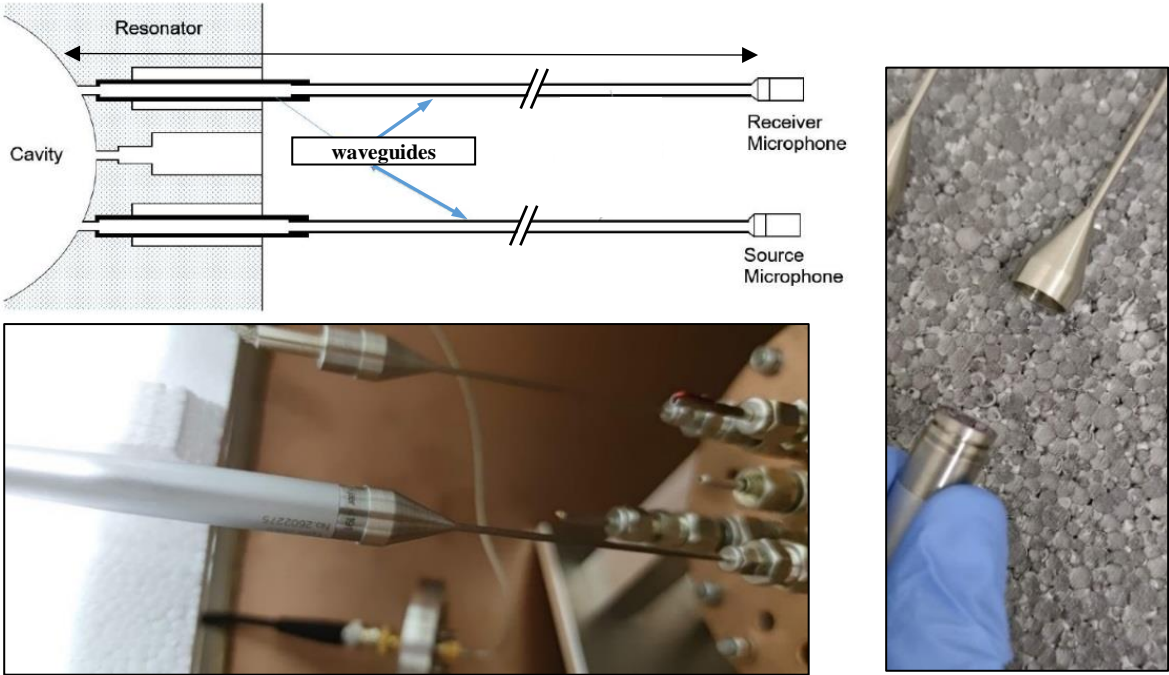 Resonator
Cavity
waveguides
Receiver
Microphone
Source
Microphone
No.2602275